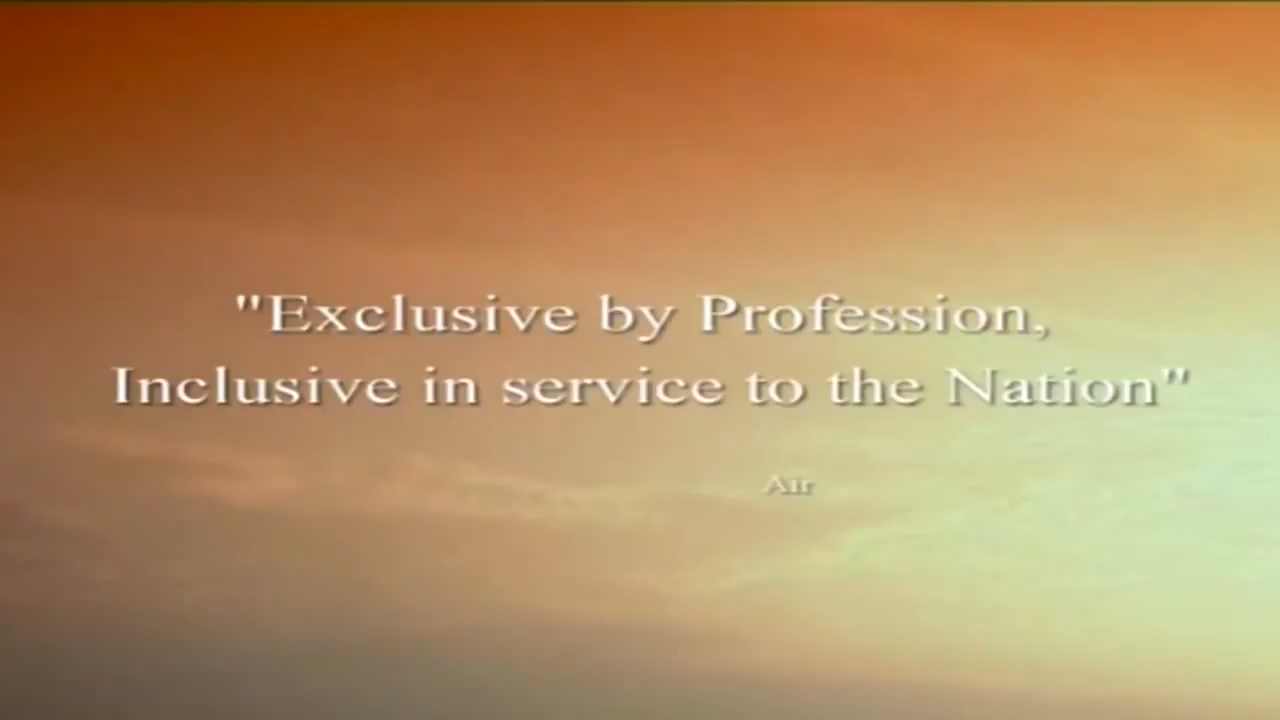 "Exclusive by Profession,
Inclusive in service to the Nation"
Air